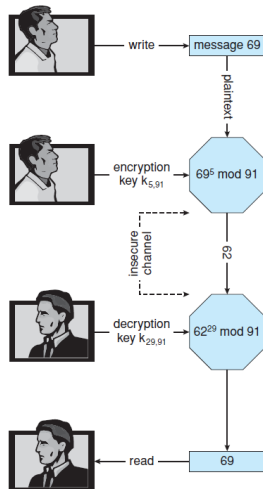 write
message 69
plaintext
encryption
key k5,91
69⁵ mod 91
insecure
channel
62
decryption
key k29,91
62²⁹ mod 91
read
69